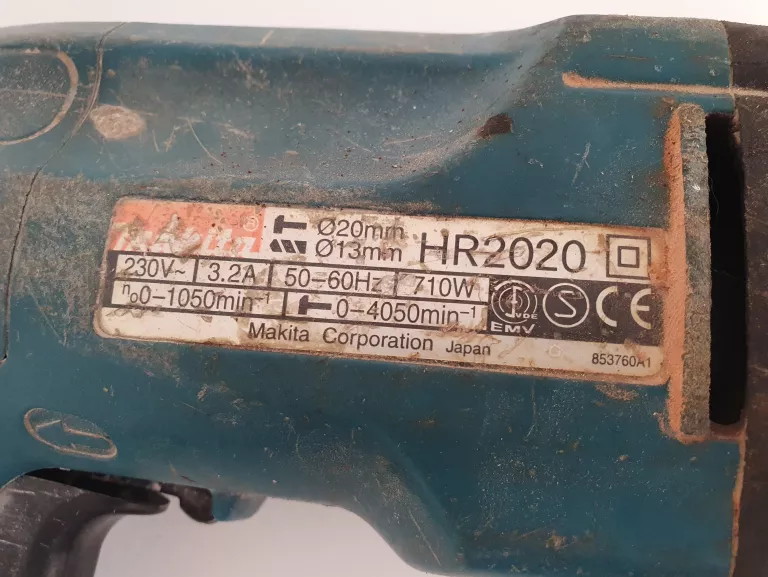 makita® Ø20mm HR2020
Ø13mm
230V~ 3.2A 50–60Hz 710W
n₀0–1050min⁻¹ 0–4050min⁻¹
VDE S CE
EMV
Makita Corporation Japan 853760A1